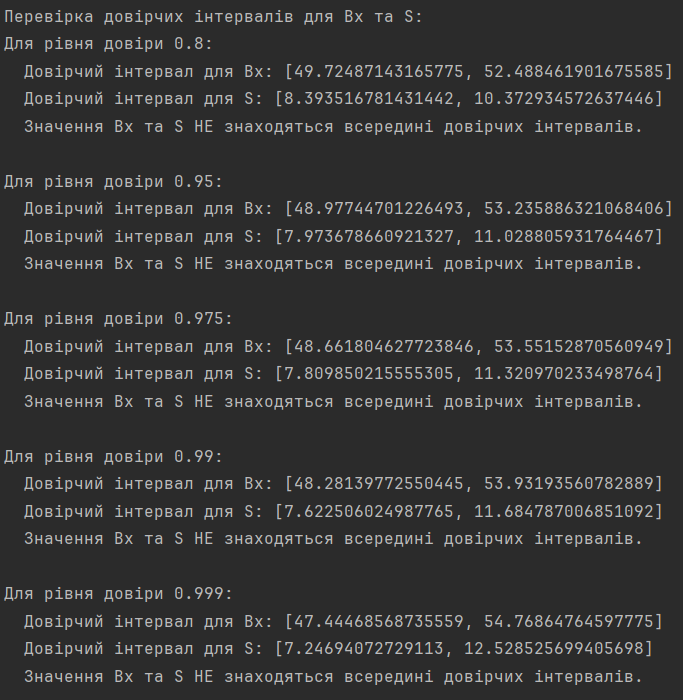 Перевірка довірчих інтервалів для Bx та S:
Для рівня довіри 0.8:
Довірчий інтервал для Bx: [49.72487143165775, 52.488461901675585]
Довірчий інтервал для S: [8.393516781431442, 10.372934572637446]
Значення Bx та S НЕ знаходяться всередині довірчих інтервалів.
Для рівня довіри 0.95:
Довірчий інтервал для Bx: [48.97744701226493, 53.235886321068406]
Довірчий інтервал для S: [7.973678660921327, 11.028805931764467]
Значення Bx та S НЕ знаходяться всередині довірчих інтервалів.
Для рівня довіри 0.975:
Довірчий інтервал для Bx: [48.661804627723846, 53.55152870560949]
Довірчий інтервал для S: [7.809850215555305, 11.320970233498764]
Значення Bx та S НЕ знаходяться всередині довірчих інтервалів.
Для рівня довіри 0.99:
Довірчий інтервал для Bx: [48.28139772550445, 53.93193560782889]
Довірчий інтервал для S: [7.622506024987765, 11.684787006851092]
Значення Bx та S НЕ знаходяться всередині довірчих інтервалів.
Для рівня довіри 0.999:
Довірчий інтервал для Bx: [47.44468568735559, 54.76864764597775]
Довірчий інтервал для S: [7.24694072729113, 12.528525699405698]
Значення Bx та S НЕ знаходяться всередині довірчих інтервалів.